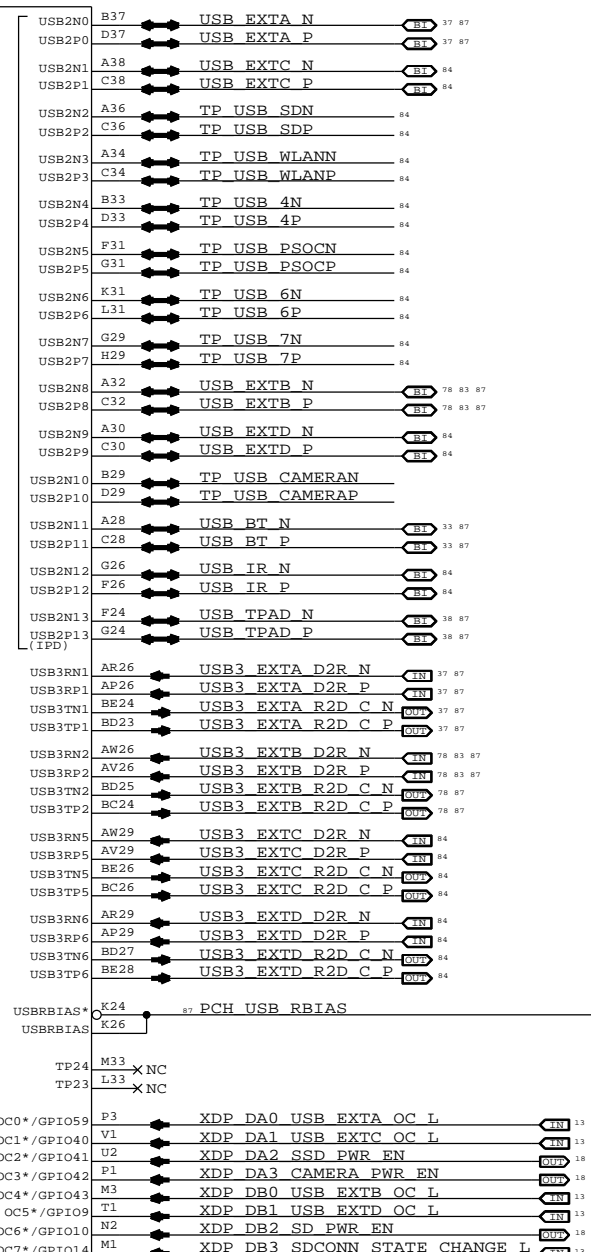 USB2N0 B37 USB_EXTA_N BI 37 87
USB2P0 D37 USB_EXTA_P BI 37 87
USB2N1 A38 USB_EXTC_N BI 84
USB2P1 C38 USB_EXTC_P BI 84
USB2N2 A36 TP_USB_SDN 84
USB2P2 C36 TP_USB_SDP 84
USB2N3 A34 TP_USB_WLANN 84
USB2P3 C34 TP_USB_WLANP 84
USB2N4 B33 TP_USB_4N 84
USB2P4 D33 TP_USB_4P 84
USB2N5 F31 TP_USB_PSOCN 84
USB2P5 G31 TP_USB_PSOCP 84
USB2N6 K31 TP_USB_6N 84
USB2P6 L31 TP_USB_6P 84
USB2N7 G29 TP_USB_7N 84
USB2P7 H29 TP_USB_7P 84
USB2N8 A32 USB_EXTB_N BI 78 83 87
USB2P8 C32 USB_EXTB_P BI 78 83 87
USB2N9 A30 USB_EXTD_N BI 84
USB2P9 C30 USB_EXTD_P BI 84
USB2N10 B29 TP_USB_CAMERAN
USB2P10 D29 TP_USB_CAMERAP
USB2N11 A28 USB_BT_N BI 33 87
USB2P11 C28 USB_BT_P BI 33 87
USB2N12 G26 USB_IR_N BI 84
USB2P12 F26 USB_IR_P BI 84
USB2N13 F24 USB_TPAD_N BI 38 87
USB2P13 G24 USB_TPAD_P BI 38 87
(IPD)
USB3RN1 AR26 USB3_EXTA_D2R_N IN 37 87
USB3RP1 AP26 USB3_EXTA_D2R_P IN 37 87
USB3TN1 BE24 USB3_EXTA_R2D_C_N OUT 37 87
USB3TP1 BD23 USB3_EXTA_R2D_C_P OUT 37 87
USB3RN2 AW26 USB3_EXTB_D2R_N IN 78 83 87
USB3RP2 AV26 USB3_EXTB_D2R_P IN 78 83 87
USB3TN2 BD25 USB3_EXTB_R2D_C_N OUT 78 87
USB3TP2 BC24 USB3_EXTB_R2D_C_P OUT 78 87
USB3RN5 AW29 USB3_EXTC_D2R_N IN 84
USB3RP5 AV29 USB3_EXTC_D2R_P IN 84
USB3TN5 BE26 USB3_EXTC_R2D_C_N OUT 84
USB3TP5 BC26 USB3_EXTC_R2D_C_P OUT 84
USB3RN6 AR29 USB3_EXTD_D2R_N IN 84
USB3RP6 AP29 USB3_EXTD_D2R_P IN 84
USB3TN6 BD27 USB3_EXTD_R2D_C_N OUT 84
USB3TP6 BE28 USB3_EXTD_R2D_C_P OUT 84
USBRBIAS* K24 87 PCH_USB_RBIAS
USBRBIAS K26
TP24 M33 NC
TP23 L33 NC
OC0*/GPIO59 P3 XDP_DA0_USB_EXTA_OC_L IN 13
OC1*/GPIO40 V1 XDP_DA1_USB_EXTC_OC_L IN 13
OC2*/GPIO41 U2 XDP_DA2_SSD_PWR_EN OUT 18
OC3*/GPIO42 P1 XDP_DA3_CAMERA_PWR_EN OUT 18
OC4*/GPIO43 M3 XDP_DB0_USB_EXTB_OC_L IN 13
OC5*/GPIO9 T1 XDP_DB1_USB_EXTD_OC_L IN 13
OC6*/GPIO10 N2 XDP_DB2_SD_PWR_EN OUT 18
OC7*/GPIO14 M1 XDP_DB3_SDCONN_STATE_CHANGE_L IN 13